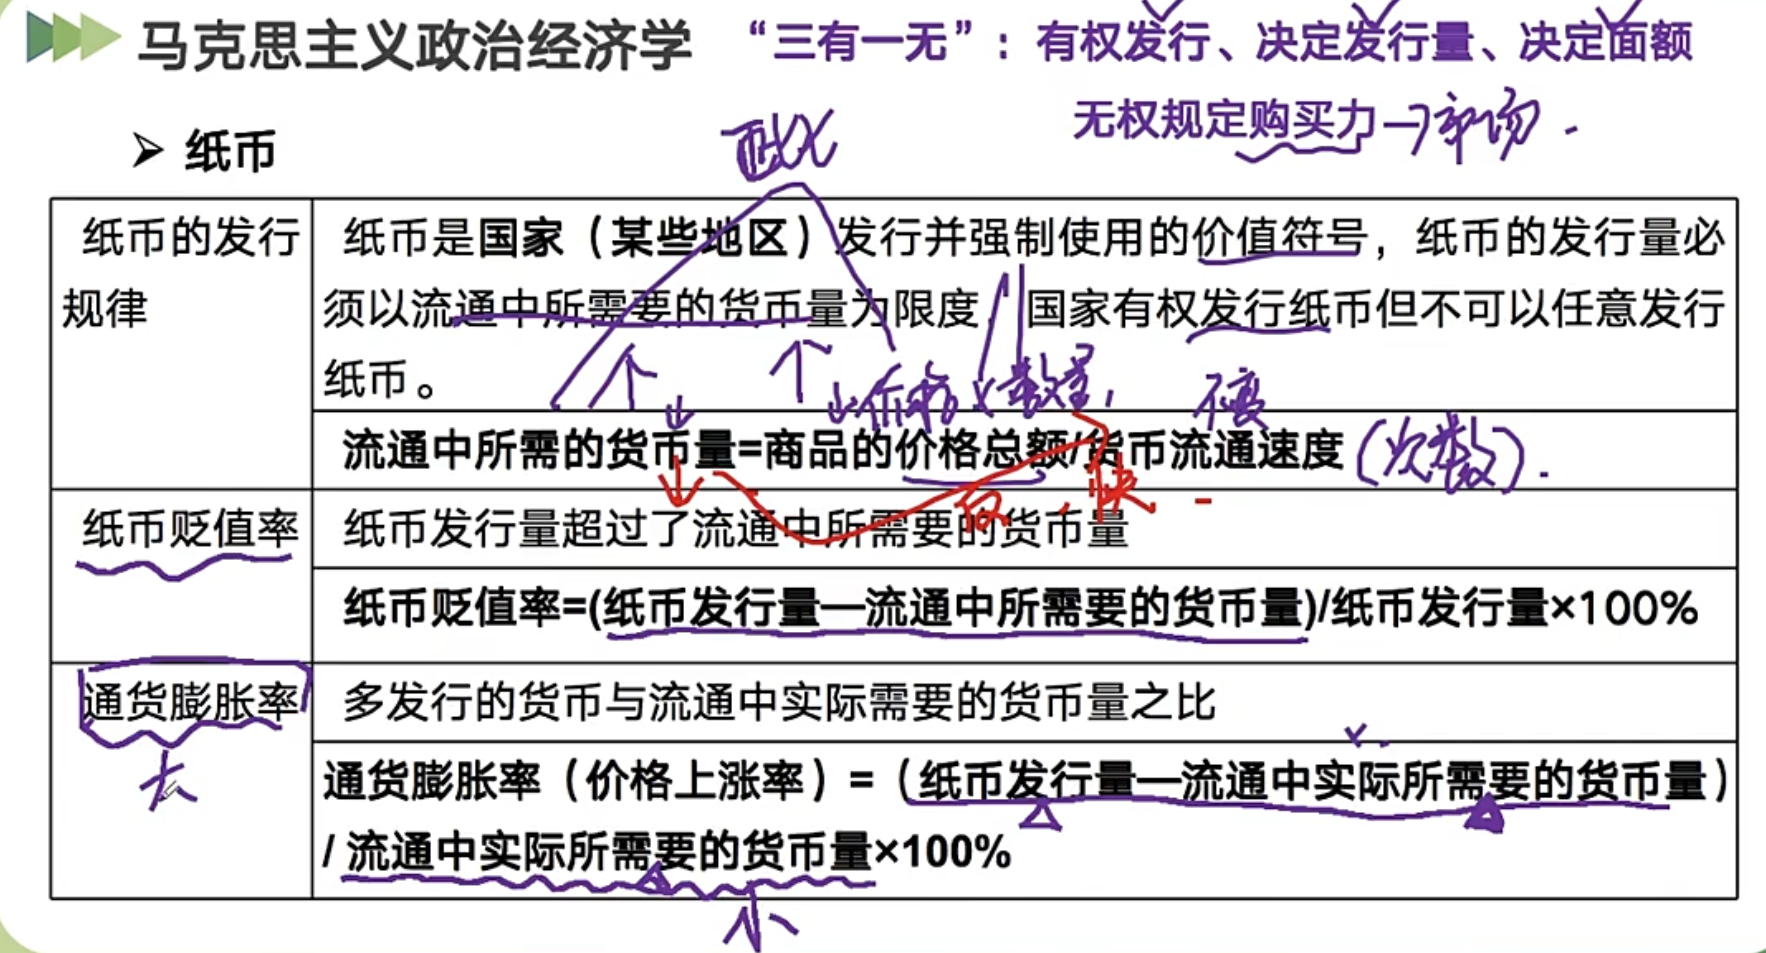 马克思主义政治经济学 “三有一无”：有权发行、决定发行量、决定面额
无权规定购买力→市场.
➢ 纸币
正比
纸币的发行规律
纸币是国家（某些地区）发行并强制使用的价值符号，纸币的发行量必
须以流通中所需要的货币量为限度，国家有权发行纸币但不可以任意发行
纸币。
↑ ↑
↓ ↓价格×数量, 不变
流通中所需的货币量=商品的价格总额/货币流通速度(次数).
↓ 反 快
纸币贬值率
纸币发行量超过了流通中所需要的货币量
纸币贬值率=(纸币发行量—流通中所需要的货币量)/纸币发行量×100%
通货膨胀率
大
多发行的货币与流通中实际需要的货币量之比
通货膨胀率（价格上涨率）=（纸币发行量—流通中实际所需要的货币量）
/ 流通中实际所需要的货币量×100%
小